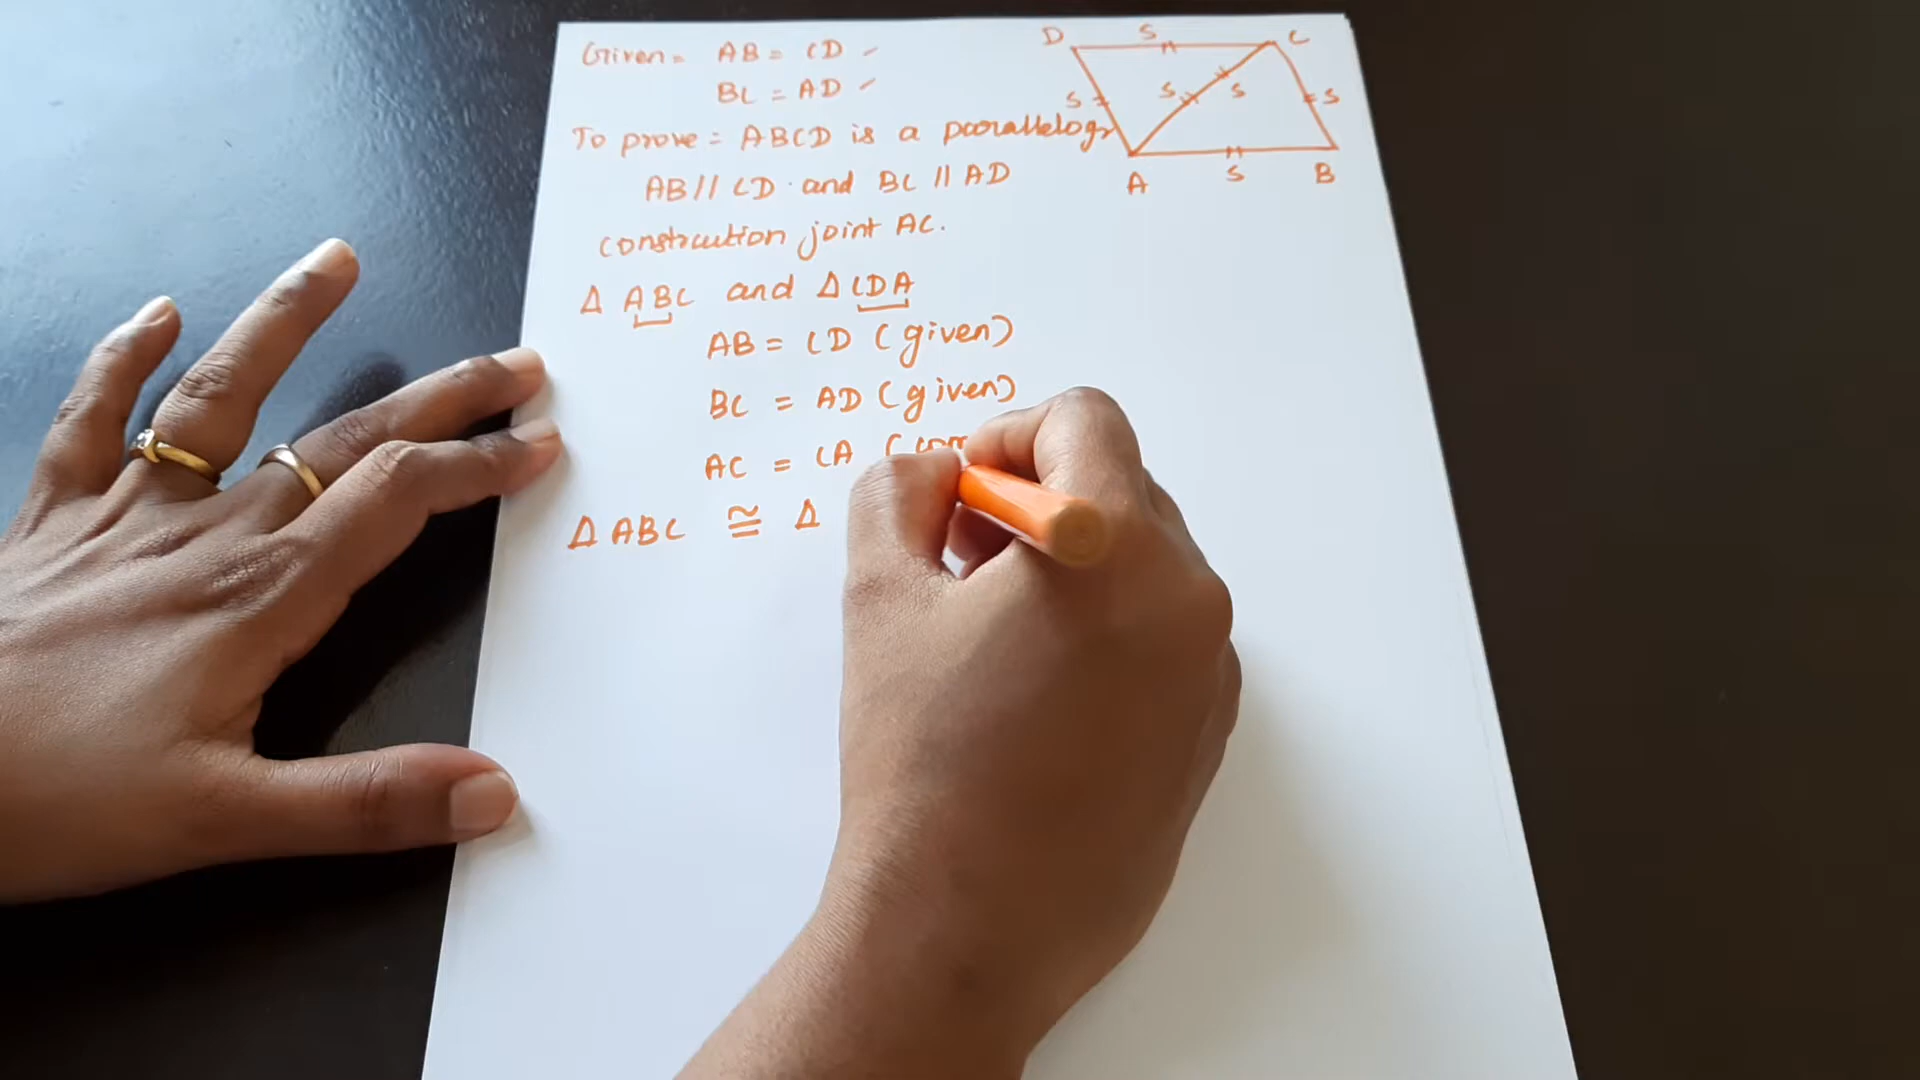 Given = AB = CD ✓
BC = AD ✓
To prove = ABCD is a parallelogr
AB // CD . and BC // AD
construction joint AC.
Δ ABC and Δ CDA
AB = CD (given)
BC = AD (given)
AC = CA (com
Δ ABC ≅ Δ
D S C
S S S S
A S B